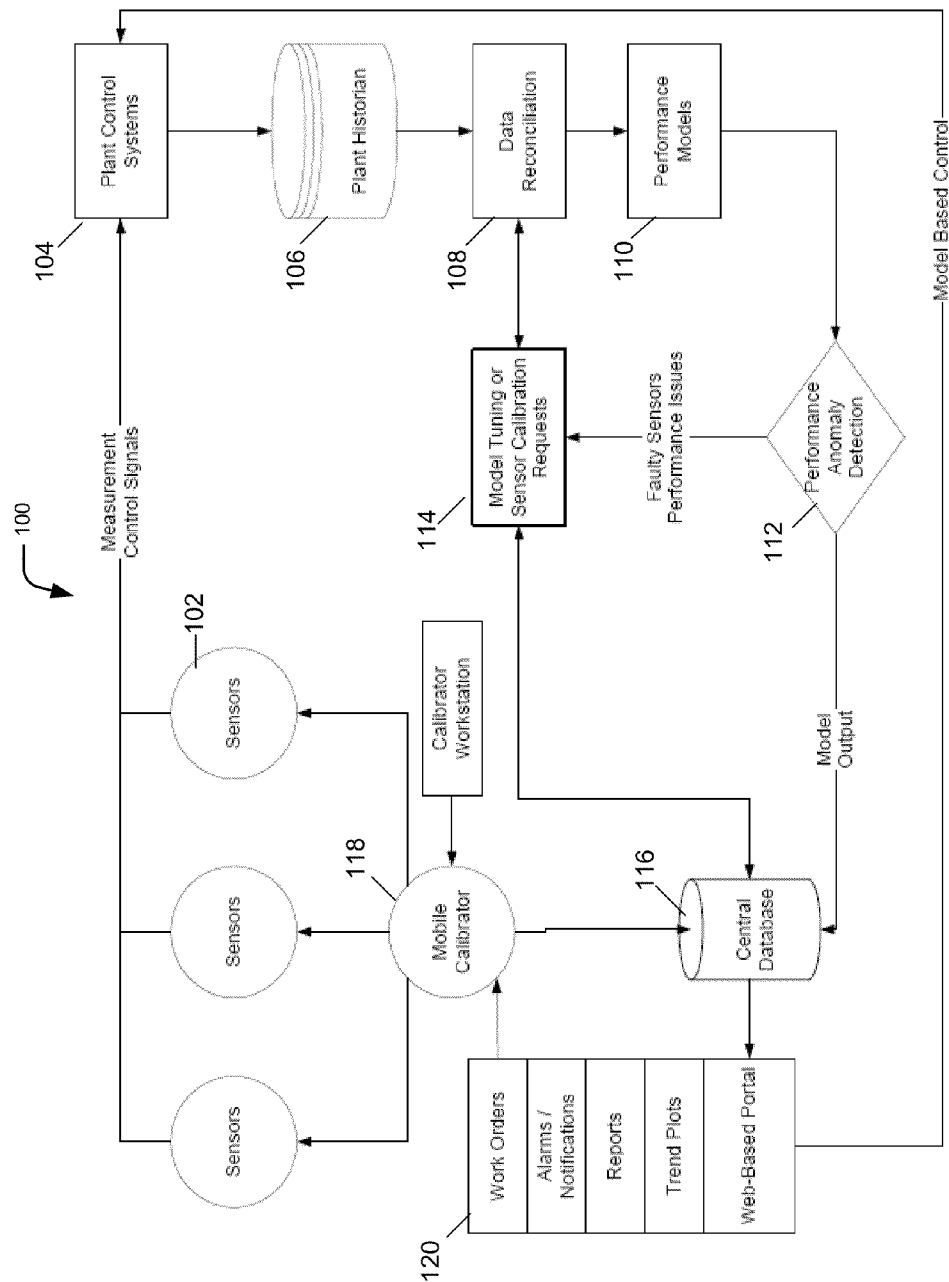 100
Measurement
Control Signals
104
Plant Control
Systems
102
Sensors
Sensors
Sensors
106
Plant Historian
118
Mobile
Calibrator
Calibrator
Workstation
114
Model Tuning or
Sensor Calibration
Requests
108
Data
Reconciliation
110
Performance
Models
Faulty Sensors
Performance Issues
120
Work Orders
Alarms /
Notifications
Reports
Trend Plots
Web-Based Portal
116
Central
Database
Model
Output
112
Performance
Anomaly
Detection
Model Based Control